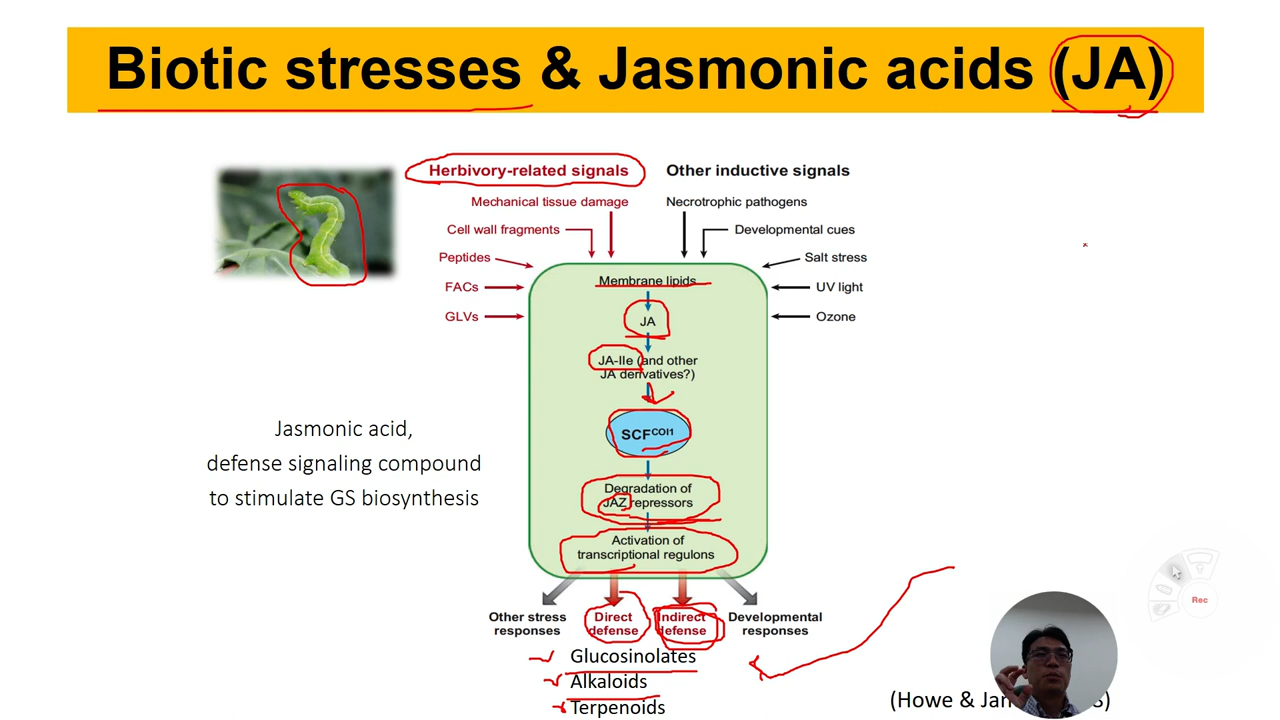 Biotic stresses & Jasmonic acids (JA)
Herbivory-related signals
Other inductive signals
Mechanical tissue damage
Necrotrophic pathogens
Cell wall fragments
Developmental cues
Peptides
Salt stress
FACs
UV light
GLVs
Ozone
Membrane lipids
JA
JA-Ile (and other
JA derivatives?)
SCFCOI1
Degradation of
JAZ repressors
Activation of
transcriptional regulons
Jasmonic acid,
defense signaling compound
to stimulate GS biosynthesis
Other stress
responses
Direct
defense
Indirect
defense
Developmental
responses
Glucosinolates
Alkaloids
Terpenoids
(Howe &
Rec